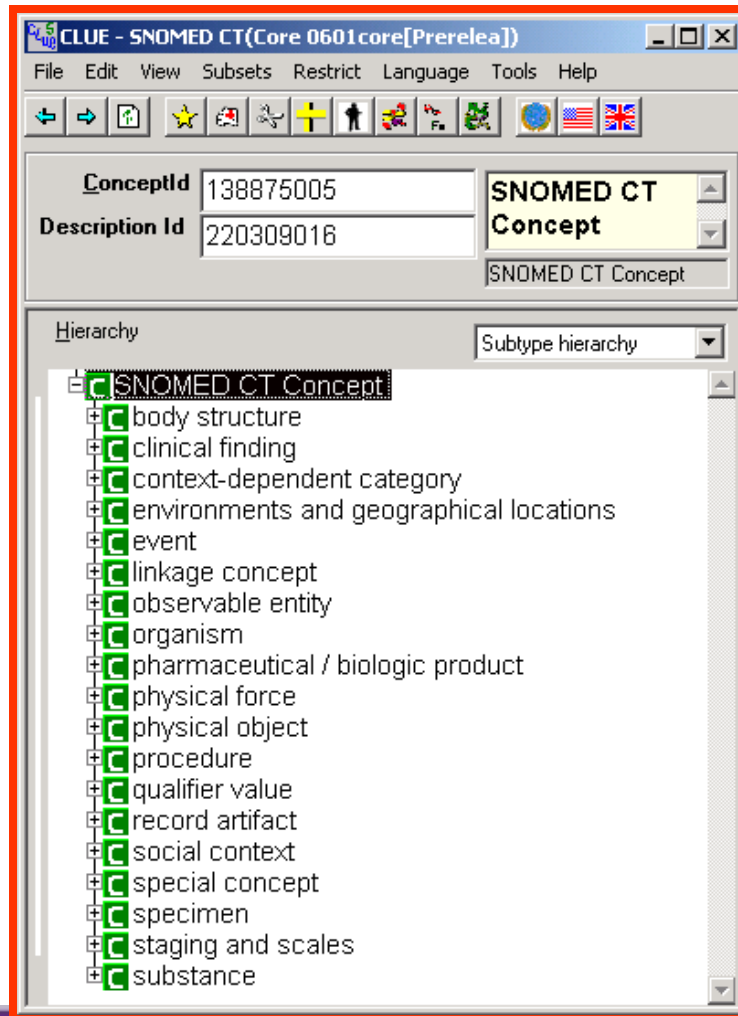 CLUE - SNOMED CT(Core 0601core[Prerelea])
File Edit View Subsets Restrict Language Tools Help
ConceptId 138875005
Description Id 220309016
SNOMED CT
Concept
SNOMED CT Concept
Hierarchy
Subtype hierarchy
SNOMED CT Concept
body structure
clinical finding
context-dependent category
environments and geographical locations
event
linkage concept
observable entity
organism
pharmaceutical / biologic product
physical force
physical object
procedure
qualifier value
record artifact
social context
special concept
specimen
staging and scales
substance